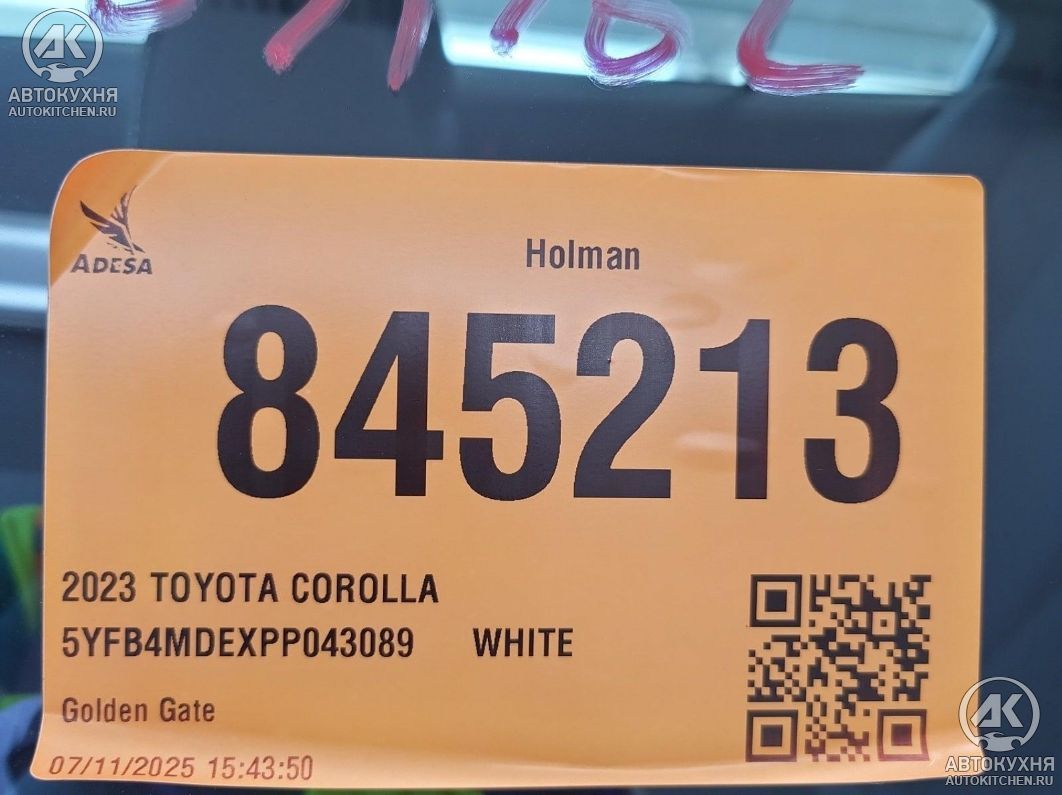 АВТОКУХНЯ
AUTOKITCHEN.RU
ADESA
Holman
845213
2023 TOYOTA COROLLA
5YFB4MDEXPP043089 WHITE
Golden Gate
07/11/2025 15:43:50
АВТОКУХНЯ
AUTOKITCHEN.RU